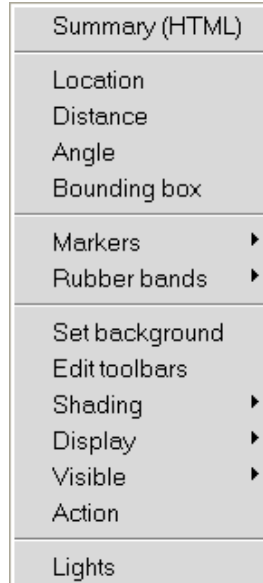 Summary (HTML)
Location
Distance
Angle
Bounding box
Markers
Rubber bands
Set background
Edit toolbars
Shading
Display
Visible
Action
Lights